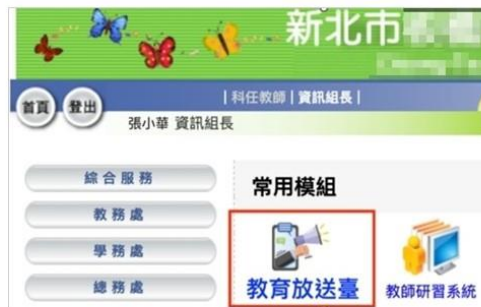 新北市
首頁 登出 | 科任教師 | 資訊組長 |
張小華 資訊組長
綜合服務
常用模組
教務處
學務處
總務處
教育放送臺 教師研習系統